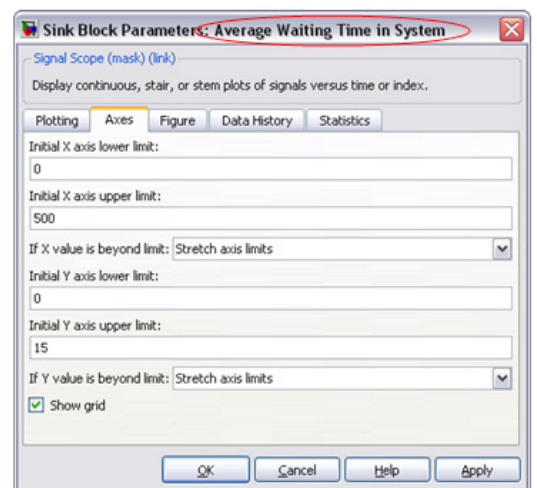 Sink Block Parameters: Average Waiting Time in System
Signal Scope (mask) (link)
Display continuous, stair, or stem plots of signals versus time or index.
Plotting Axes Figure Data History Statistics
Initial X axis lower limit:
0
Initial X axis upper limit:
500
If X value is beyond limit: Stretch axis limits
Initial Y axis lower limit:
0
Initial Y axis upper limit:
15
If Y value is beyond limit: Stretch axis limits
Show grid
OK Cancel Help Apply